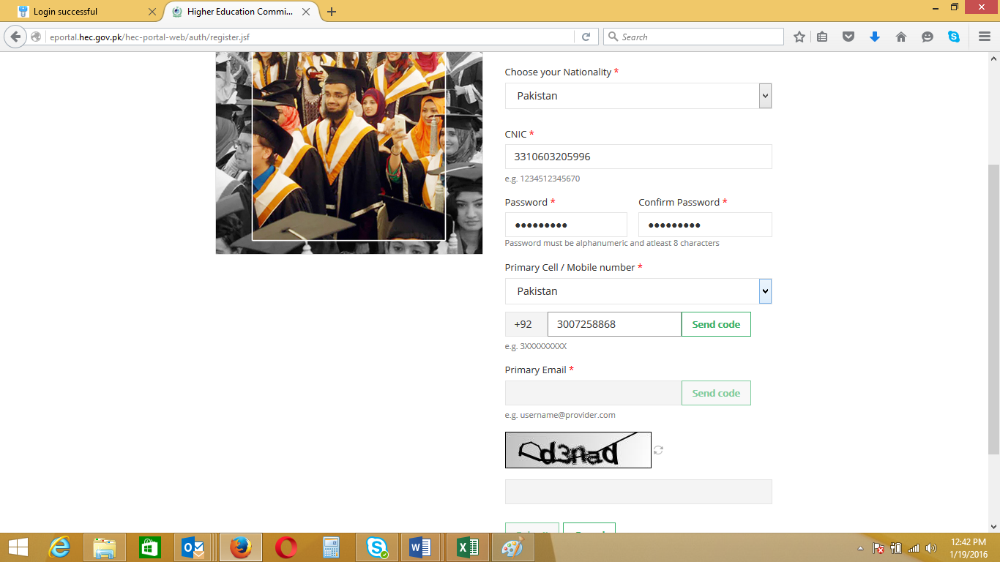 Login successful
Higher Education Commi...
eportal.hec.gov.pk/hec-portal-web/auth/register.jsf
Search
Choose your Nationality *
Pakistan
CNIC *
3310603205996
e.g. 1234512345670
Password *
Confirm Password *
Password must be alphanumeric and atleast 8 characters
Primary Cell / Mobile number *
Pakistan
+92
3007258868
Send code
e.g. 3XXXXXXXXX
Primary Email *
Send code
e.g. username@provider.com
12:42 PM
1/19/2016